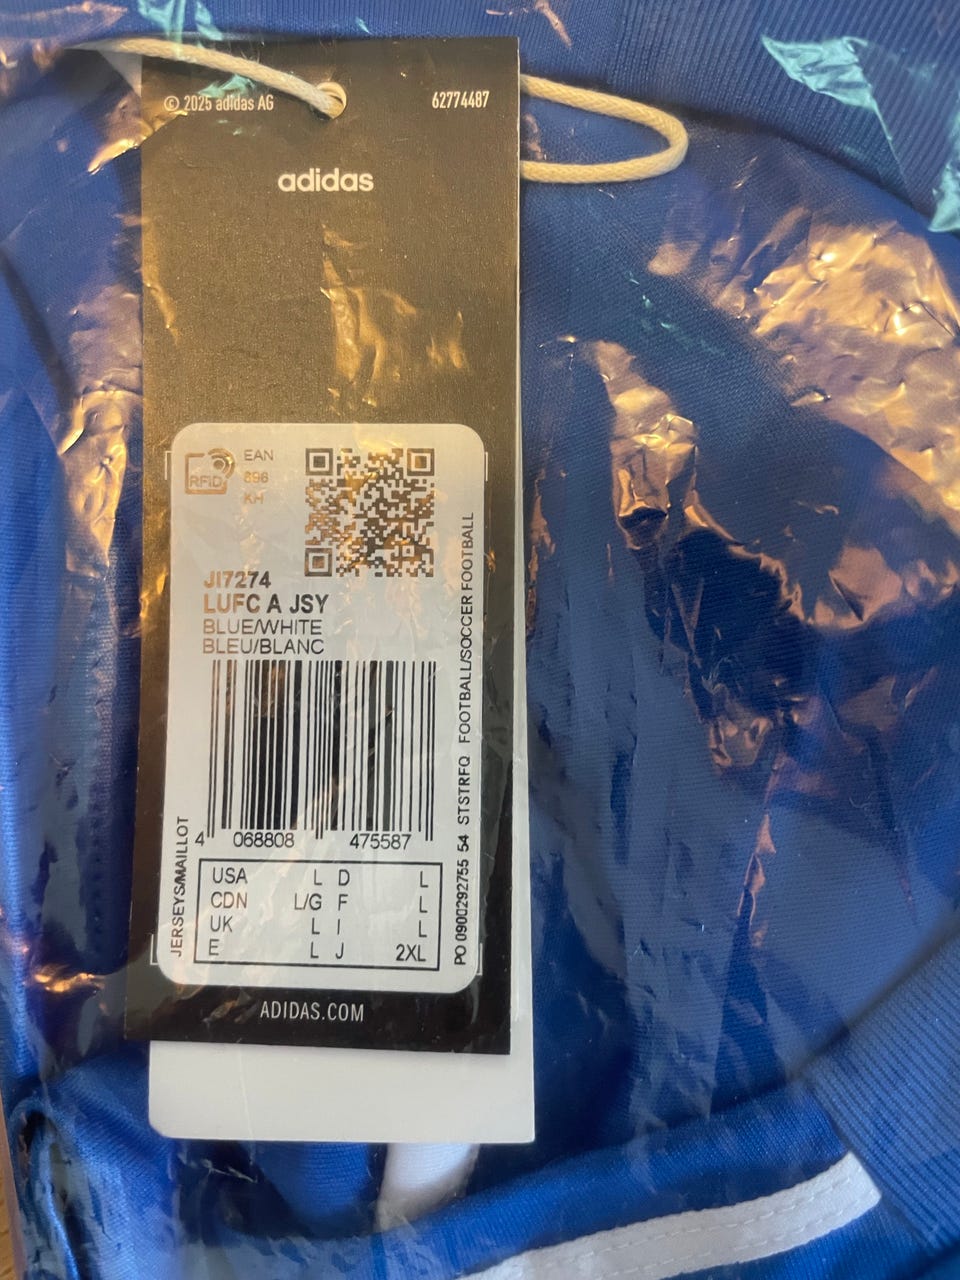 © 2025 adidas AG
62774487
adidas
RFID
EAN
896
KH
JI7274
LUFC A JSY
BLUE/WHITE
BLEU/BLANC
4 068808 475587
USA L D L
CDN L/G F L
UK L I L
E L J 2XL
JERSEYS/MAILLOT
PO 0900292755 54 STSTRFQ FOOTBALL/SOCCER FOOTBALL
ADIDAS.COM